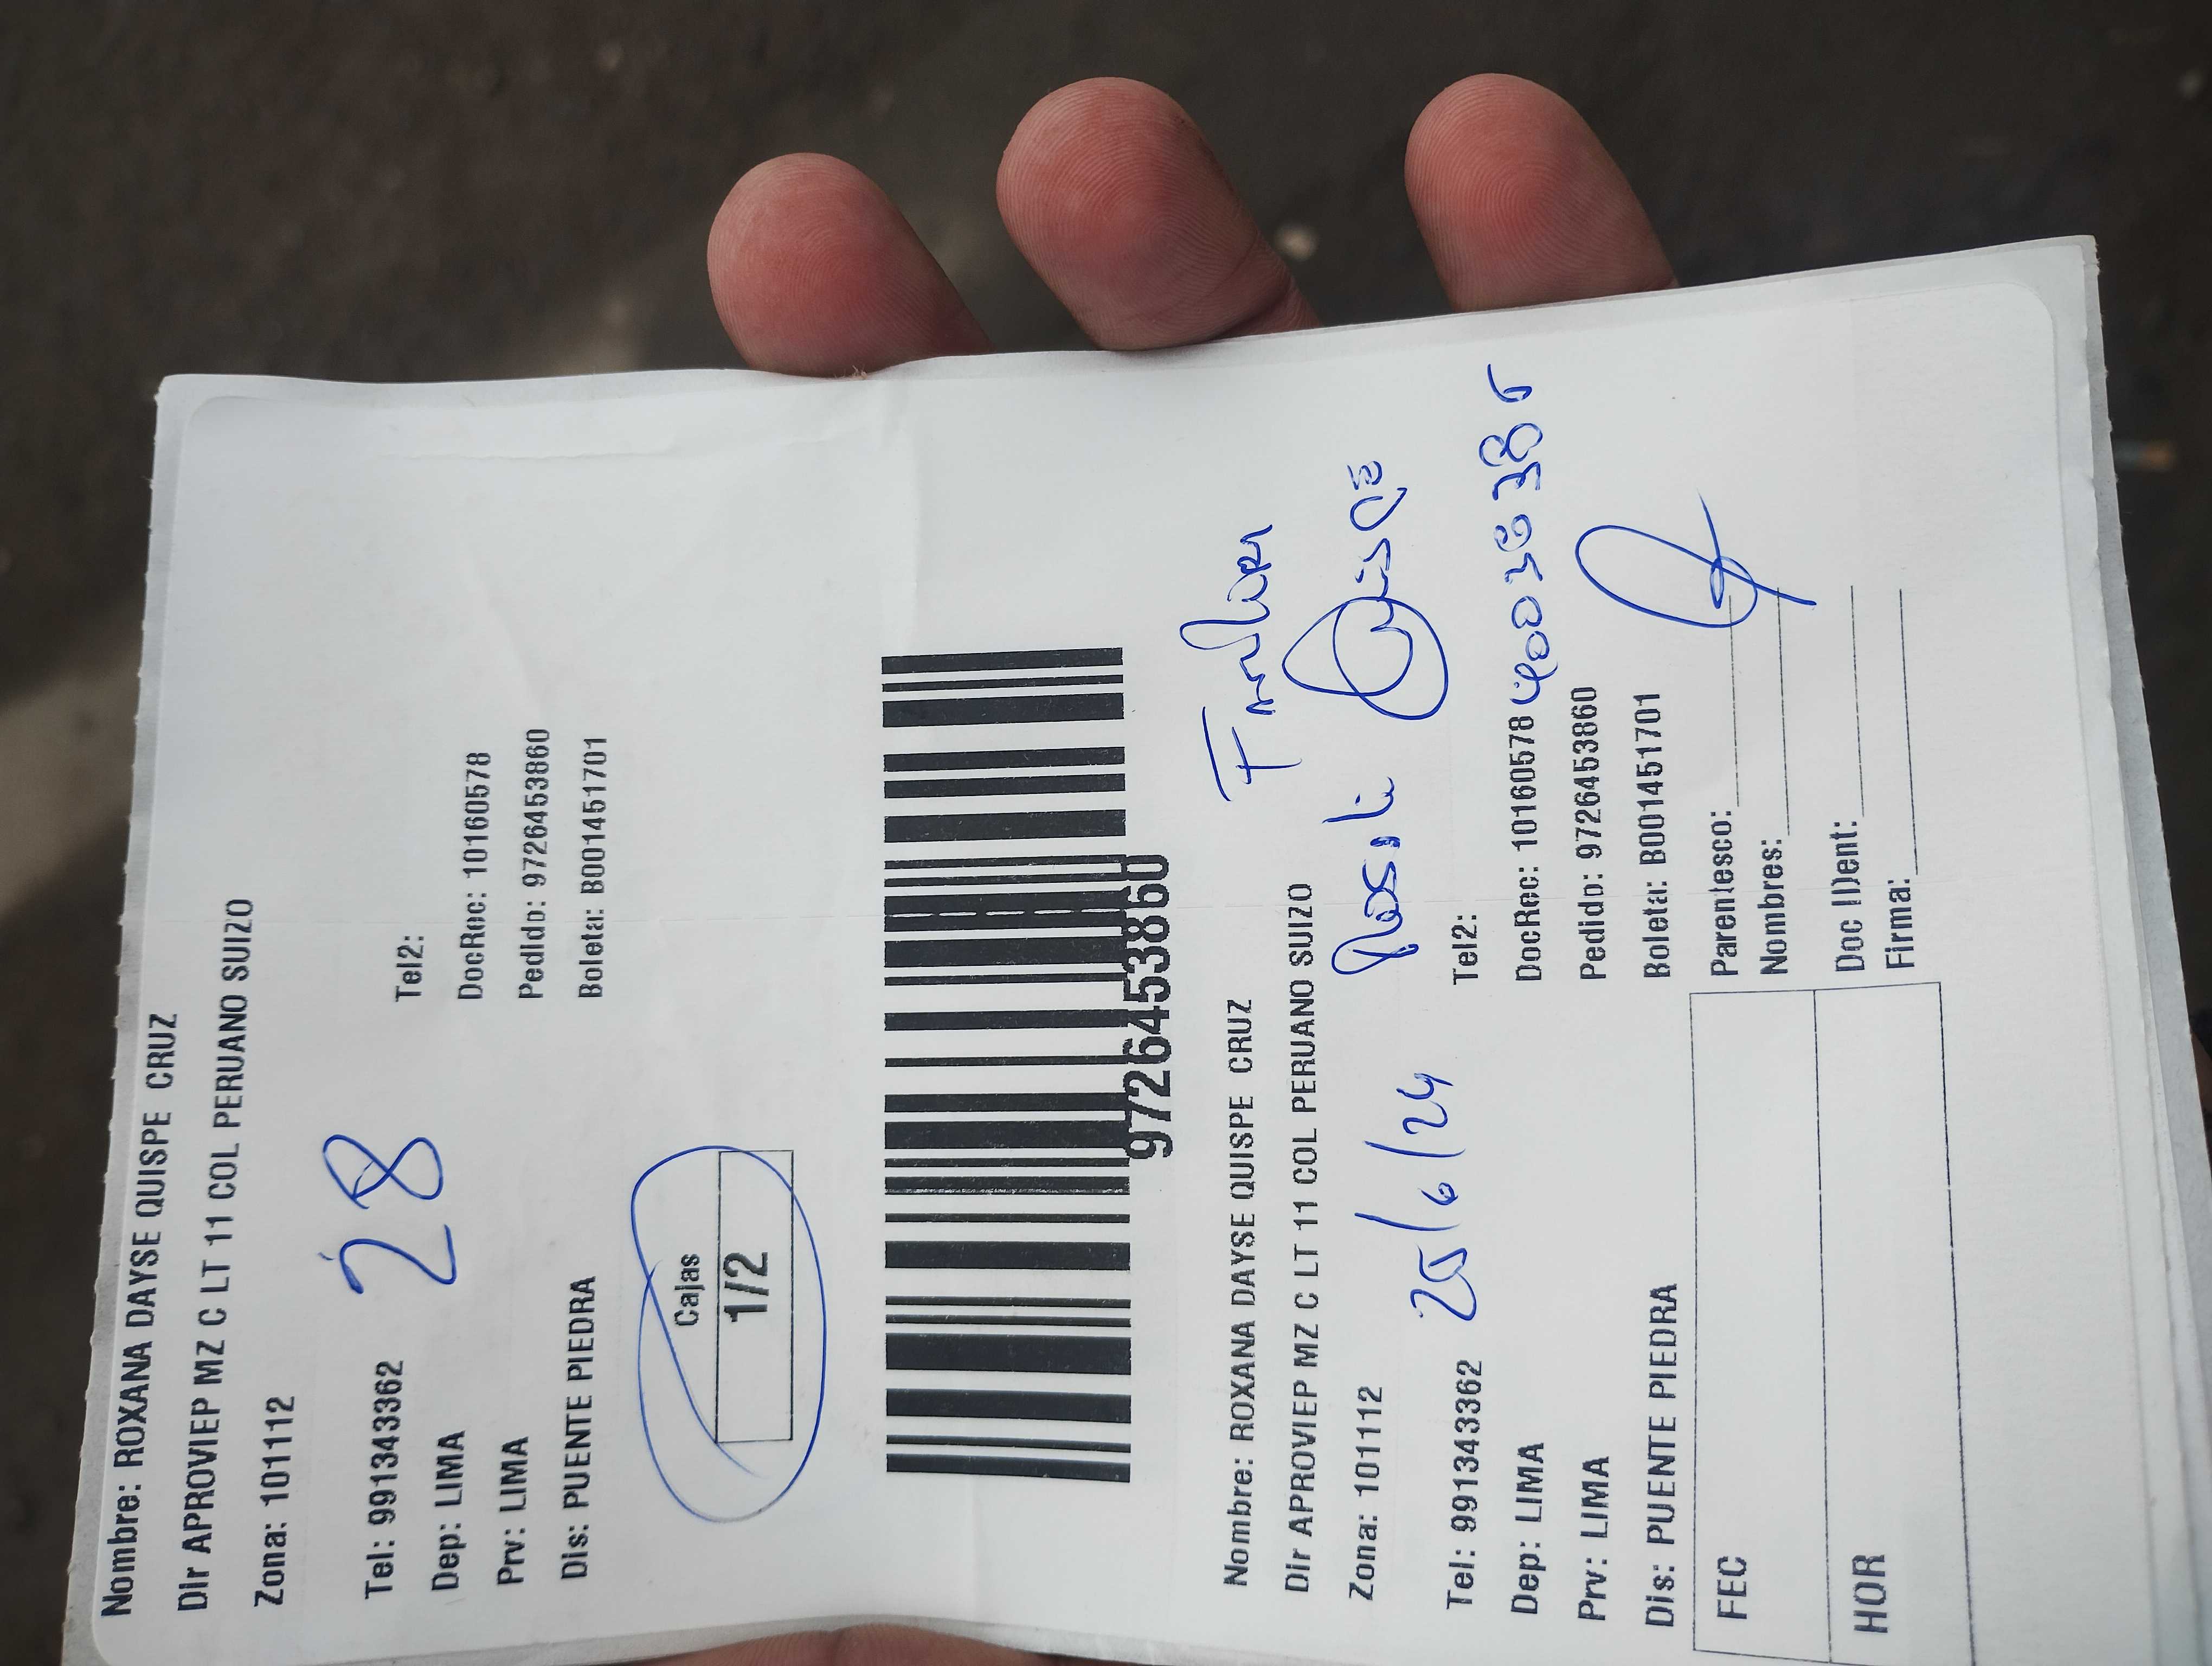 Nombre: ROXANA DAYSE QUISPE CRUZ
Dir APROVIEP MZ C LT 11 COL PERUANO SUIZO
Zona: 101112
28
Tel: 991343362
Tel2:
Dep: LIMA
DocRec: 10160578
Prv: LIMA
Pedido: 9726453860
Dis: PUENTE PIEDRA
Boleta: B001451701
Cajas
1/2
9726453860
Nombre: ROXANA DAYSE QUISPE CRUZ
Dir APROVIEP MZ C LT 11 COL PERUANO SUIZO
Zona: 101112
25/6/24
Tel: 991343362
Tel2:
Dep: LIMA
DocRec: 10160578
Prv: LIMA
Pedido: 9726453860
Dis: PUENTE PIEDRA
Boleta: B001451701
FEC
HOR
Parentesco:
Nombres:
Doc IDent:
Firma: